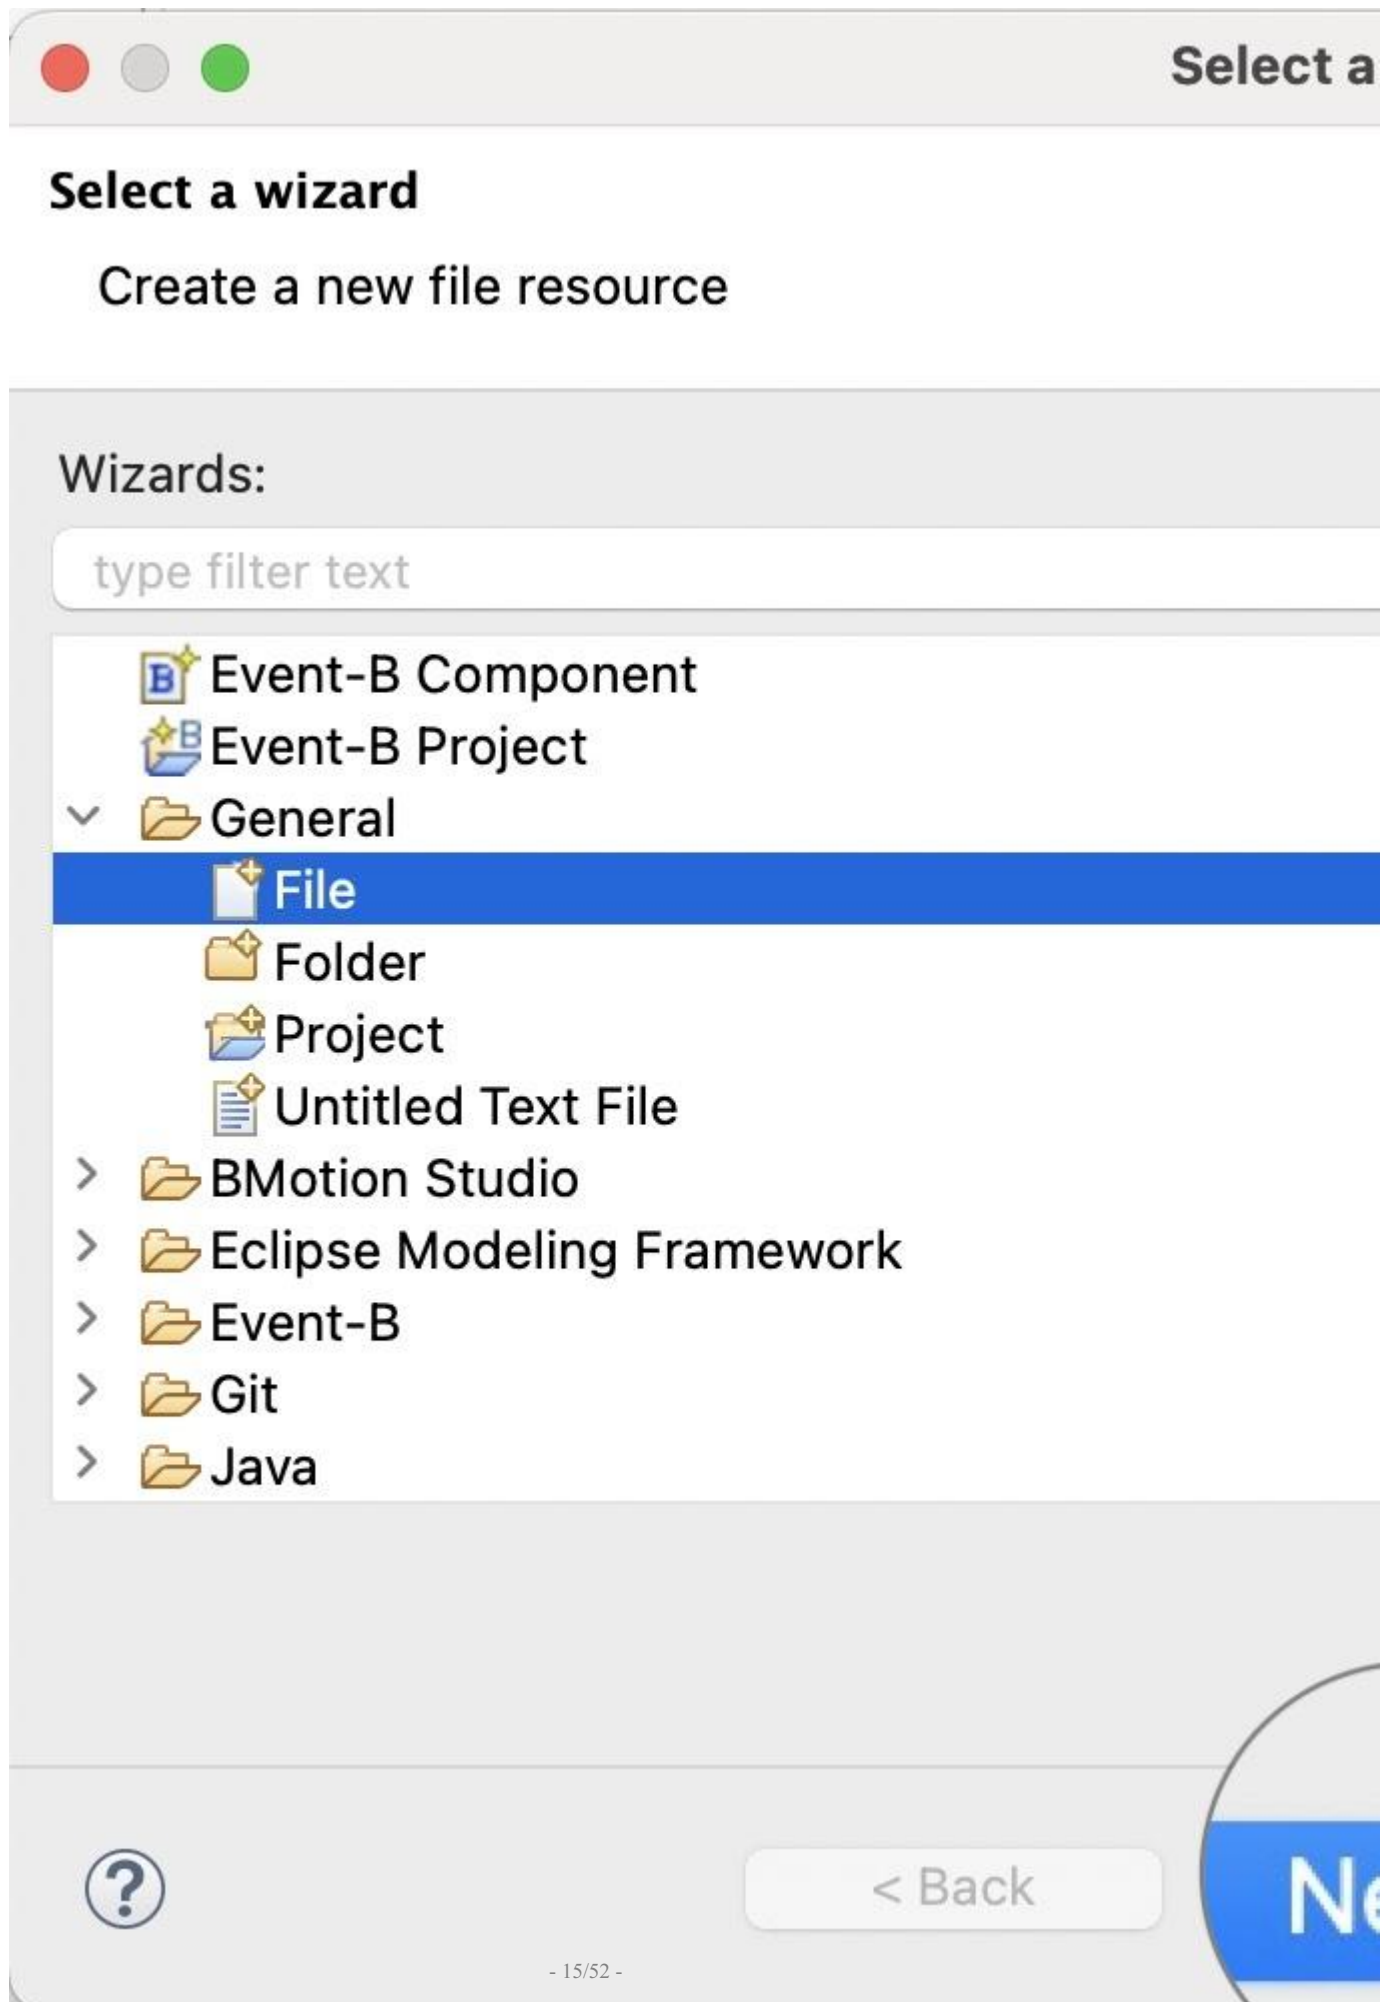 Select a
Select a wizard
Create a new file resource
Wizards:
type filter text
Event-B Component
Event-B Project
General
File
Folder
Project
Untitled Text File
BMotion Studio
Eclipse Modeling Framework
Event-B
Git
Java
< Back
Ne
- 15/52 -